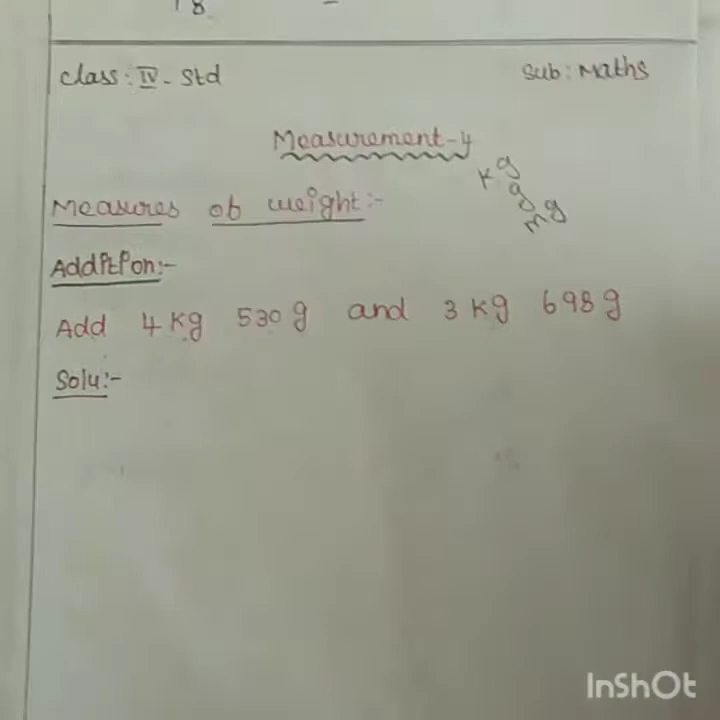 18
Class: IV - Std
Sub: Maths
Measurement-4
Kg
g
mg
Measures of weight:-
Addition:-
Add 4 Kg 530 g and 3 Kg 698 g
Solu:-
InShOt